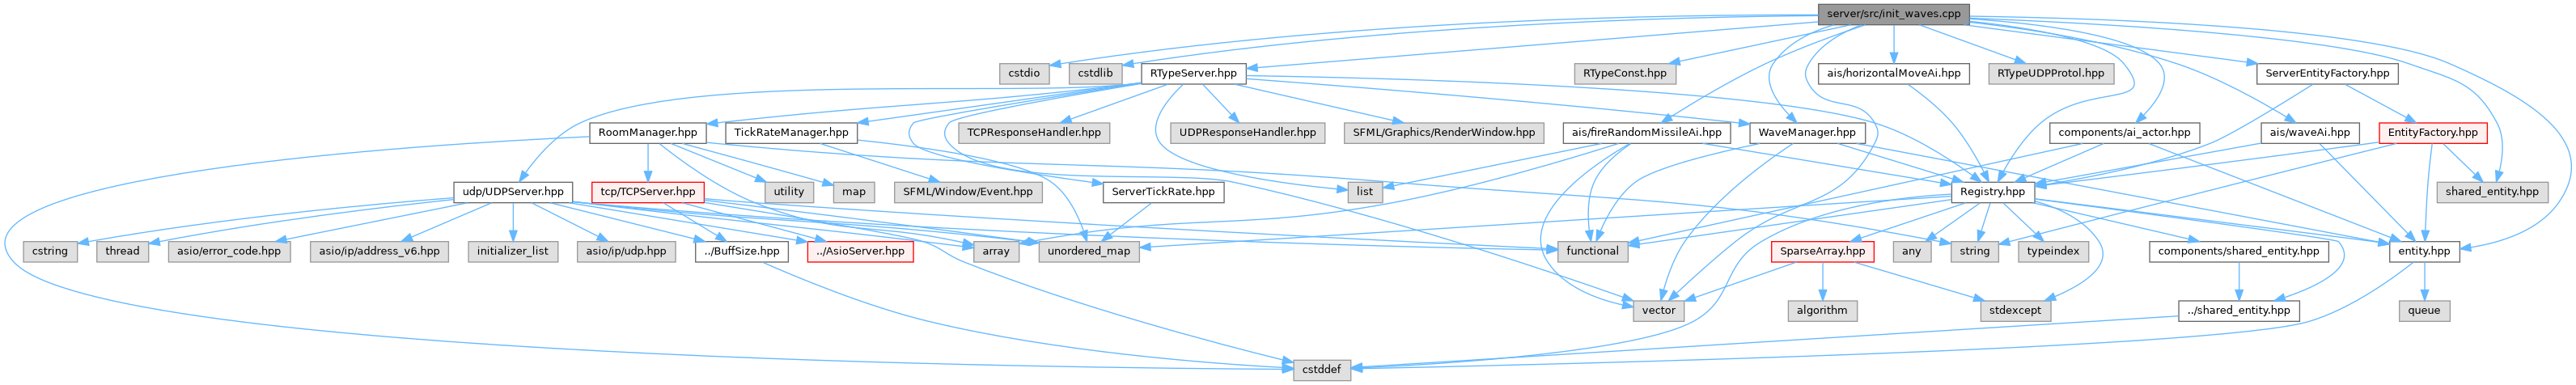 server/src/init_waves.cpp
cstdio
cstdlib
RTypeServer.hpp
RTypeConst.hpp
ais/horizontalMoveAi.hpp
RTypeUDPProtol.hpp
ServerEntityFactory.hpp
RoomManager.hpp
TickRateManager.hpp
TCPResponseHandler.hpp
UDPResponseHandler.hpp
SFML/Graphics/RenderWindow.hpp
ais/fireRandomMissileAi.hpp
WaveManager.hpp
components/ai_actor.hpp
ais/waveAi.hpp
EntityFactory.hpp
udp/UDPServer.hpp
tcp/TCPServer.hpp
utility
map
SFML/Window/Event.hpp
ServerTickRate.hpp
list
Registry.hpp
shared_entity.hpp
cstring
thread
asio/error_code.hpp
asio/ip/address_v6.hpp
initializer_list
asio/ip/udp.hpp
../BuffSize.hpp
../AsioServer.hpp
array
unordered_map
functional
SparseArray.hpp
any
string
typeindex
components/shared_entity.hpp
entity.hpp
vector
algorithm
stdexcept
../shared_entity.hpp
queue
cstddef